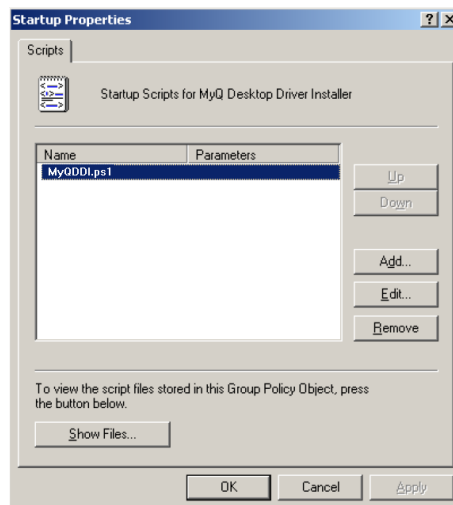 Startup Properties
Scripts
Startup Scripts for MyQ Desktop Driver Installer
Name Parameters
MyQDDI.ps1
Up
Down
Add...
Edit...
Remove
To view the script files stored in this Group Policy Object, press
the button below.
Show Files...
OK Cancel Apply